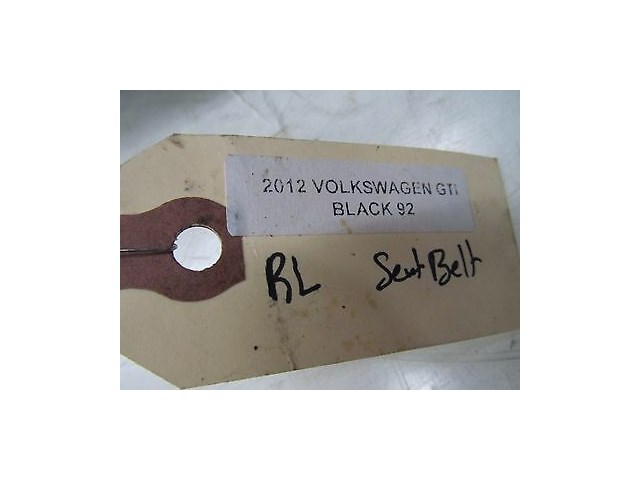 2012 VOLKSWAGEN GTI
BLACK 92
RL Seat Belt